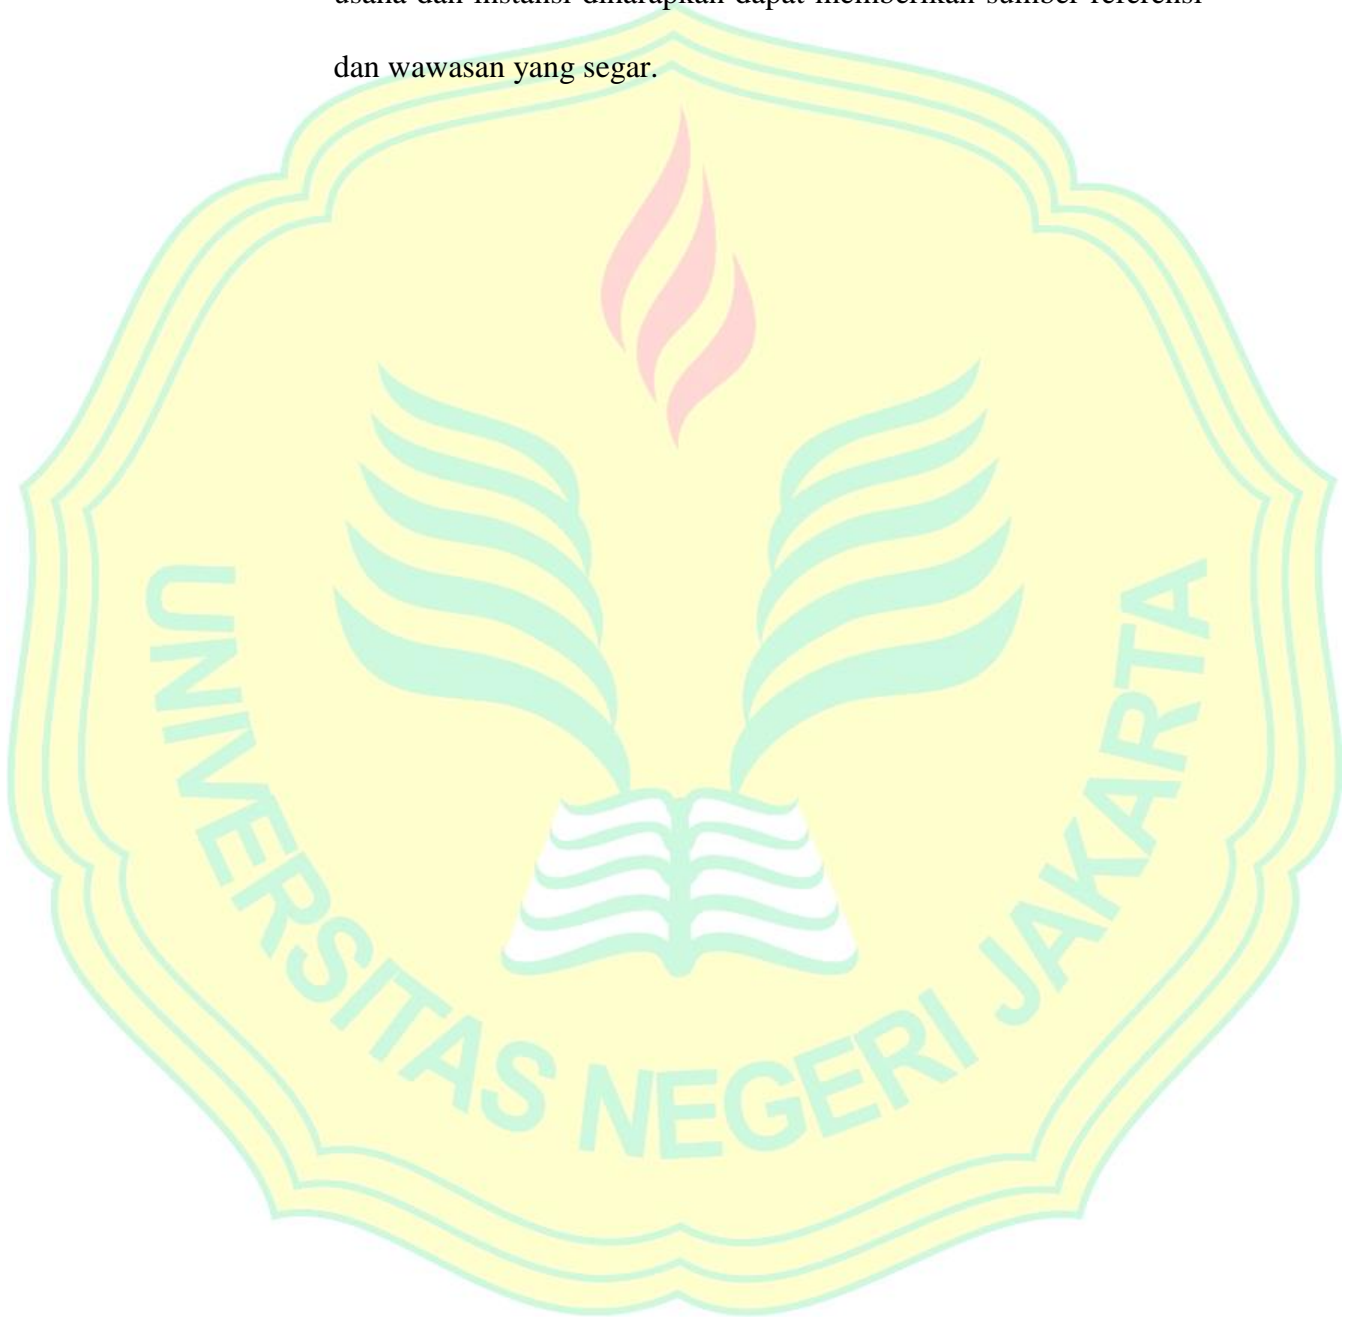 usaha dan instansi diharapkan dapat memberikan sumber referensi
dan wawasan yang segar.
UNIVERSITAS NEGERI JAKARTA